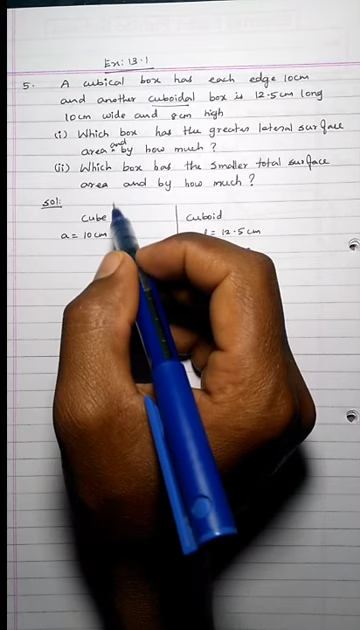 Ex: 13.1
5. A cubical box has each edge 10cm
and another cuboidal box is 12.5cm long
10cm wide and 8cm high
(i) Which box has the greater lateral surface
area and by how much ?
(ii) Which box has the smaller total surface
area and by how much ?
Sol:
Cube
Cuboid
a = 10cm
l = 12.5cm